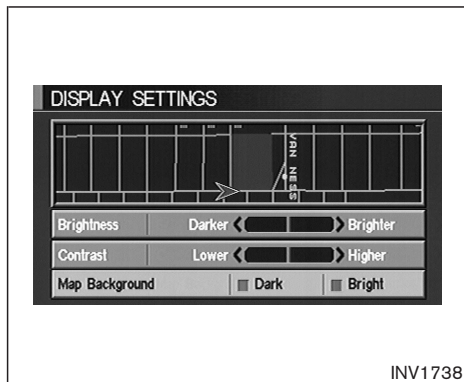 DISPLAY SETTINGS
VAN NESS
Brightness Darker Brighter
Contrast Lower Higher
Map Background Dark Bright
INV1738